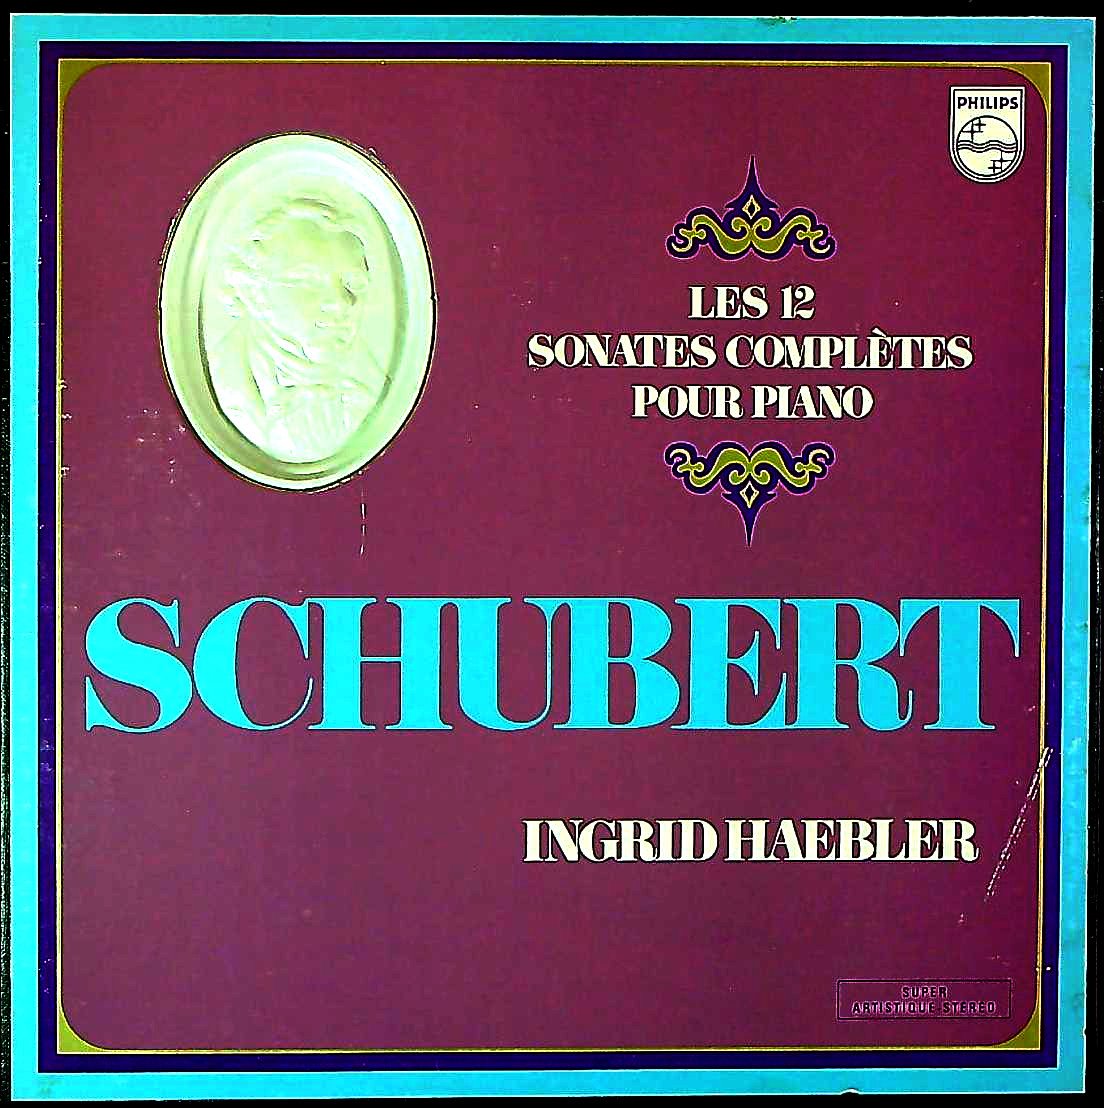 PHILIPS
LES 12
SONATES COMPLÈTES
POUR PIANO
SCHUBERT
INGRID HAEBLER
SUPER
ARTISTIQUE STEREO